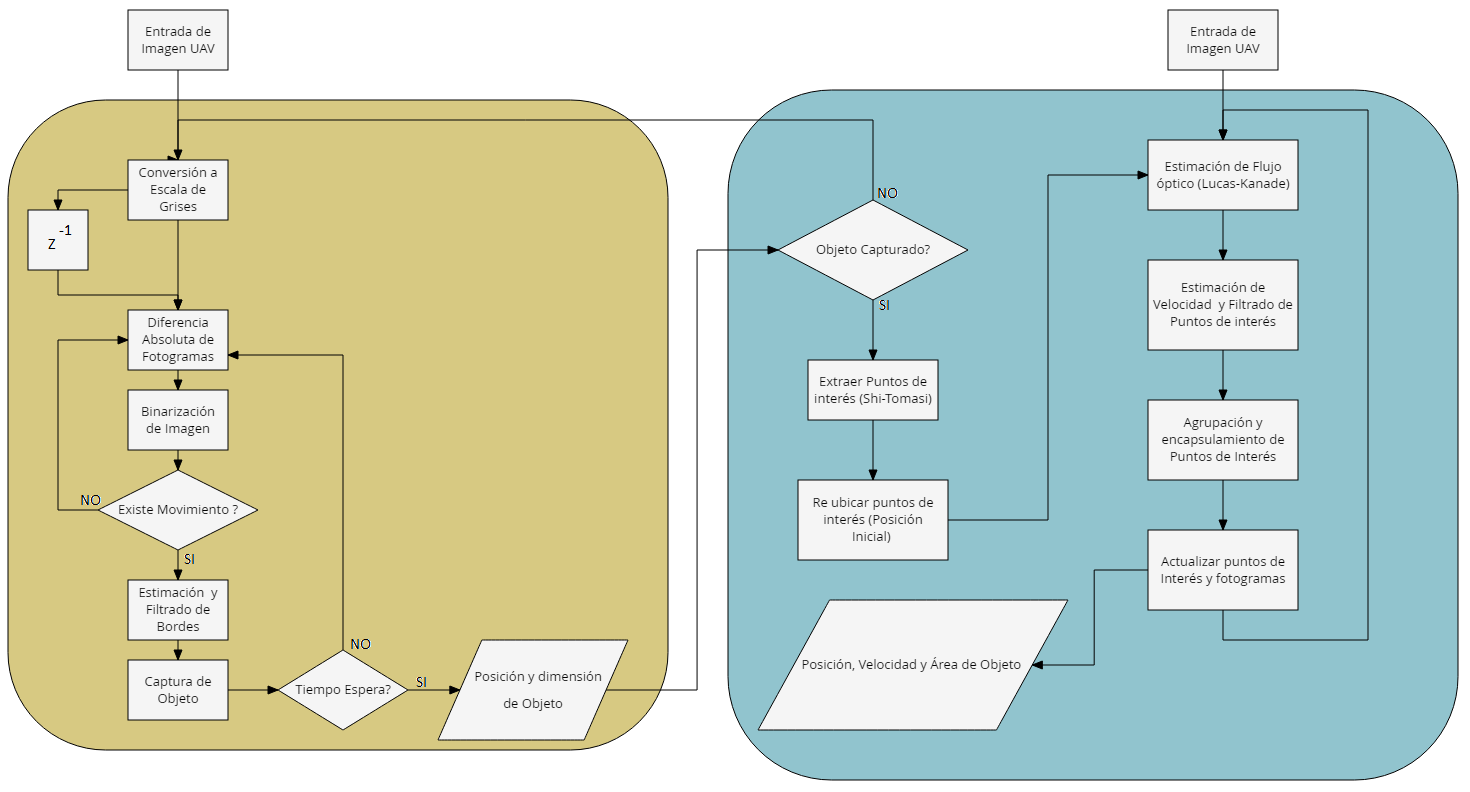 Entrada de
Imagen UAV
Conversión a
Escala de
Grises
Z -1
Diferencia
Absoluta de
Fotogramas
Binarización
de Imagen
NO
Existe Movimiento ?
SI
Estimación y
Filtrado de
Bordes
Captura de
Objeto
NO
Tiempo Espera?
SI
Posición y dimensión
de Objeto
NO
Objeto Capturado?
SI
Extraer Puntos de
interés (Shi-Tomasi)
Re ubicar puntos de
interés (Posición
Inicial)
Entrada de
Imagen UAV
Estimación de Flujo
óptico (Lucas-Kanade)
Estimación de
Velocidad y Filtrado de
Puntos de interés
Agrupación y
encapsulamiento de
Puntos de Interés
Actualizar puntos de
Interés y fotogramas
Posición, Velocidad y Área de Objeto